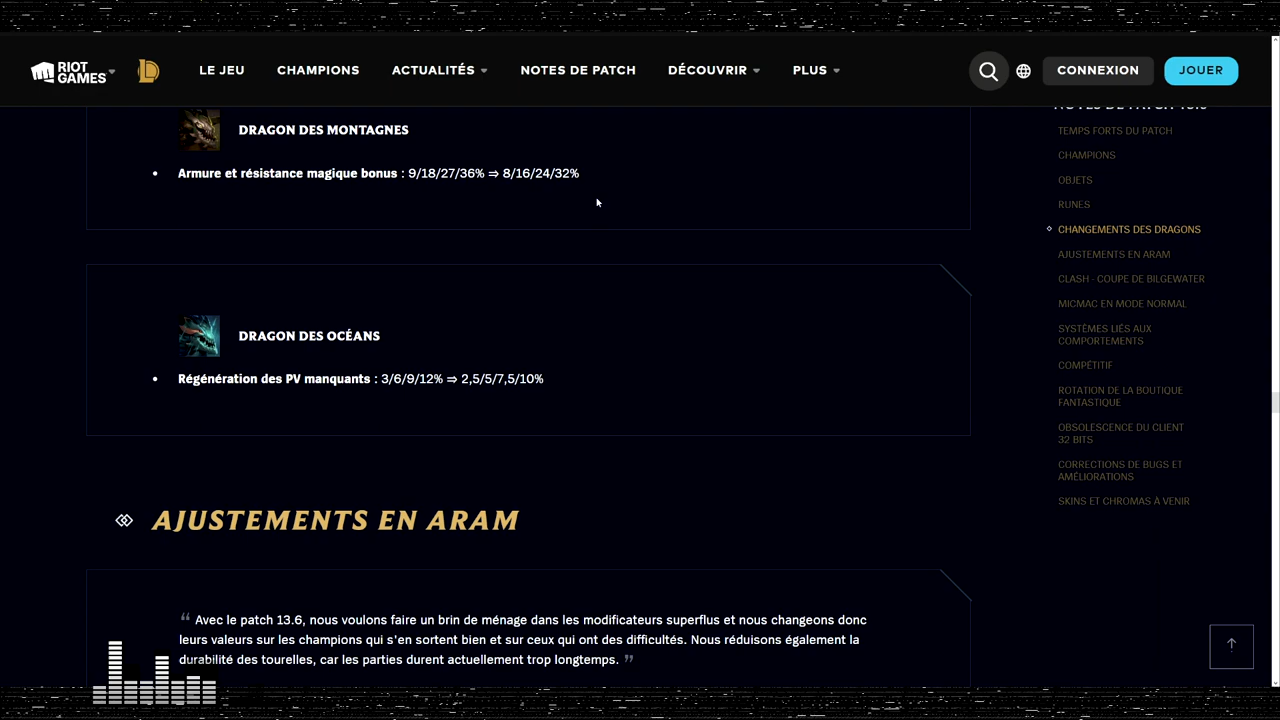 RIOT GAMES
LE JEU
CHAMPIONS
ACTUALITÉS
NOTES DE PATCH
DÉCOUVRIR
PLUS
CONNEXION
JOUER
DRAGON DES MONTAGNES
• Armure et résistance magique bonus : 9/18/27/36% ⇒ 8/16/24/32%
DRAGON DES OCÉANS
• Régénération des PV manquants : 3/6/9/12% ⇒ 2,5/5/7,5/10%
AJUSTEMENTS EN ARAM
“ Avec le patch 13.6, nous voulons faire un brin de ménage dans les modificateurs superflus et nous changeons donc
leurs valeurs sur les champions qui s'en sortent bien et sur ceux qui ont des difficultés. Nous réduisons également la
durabilité des tourelles, car les parties durent actuellement trop longtemps. ”
TEMPS FORTS DU PATCH
CHAMPIONS
OBJETS
RUNES
CHANGEMENTS DES DRAGONS
AJUSTEMENTS EN ARAM
CLASH - COUPE DE BILGEWATER
MICMAC EN MODE NORMAL
SYSTÈMES LIÉS AUX
COMPORTEMENTS
COMPÉTITIF
ROTATION DE LA BOUTIQUE
FANTASTIQUE
OBSOLESCENCE DU CLIENT
32 BITS
CORRECTIONS DE BUGS ET
AMÉLIORATIONS
SKINS ET CHROMAS À VENIR